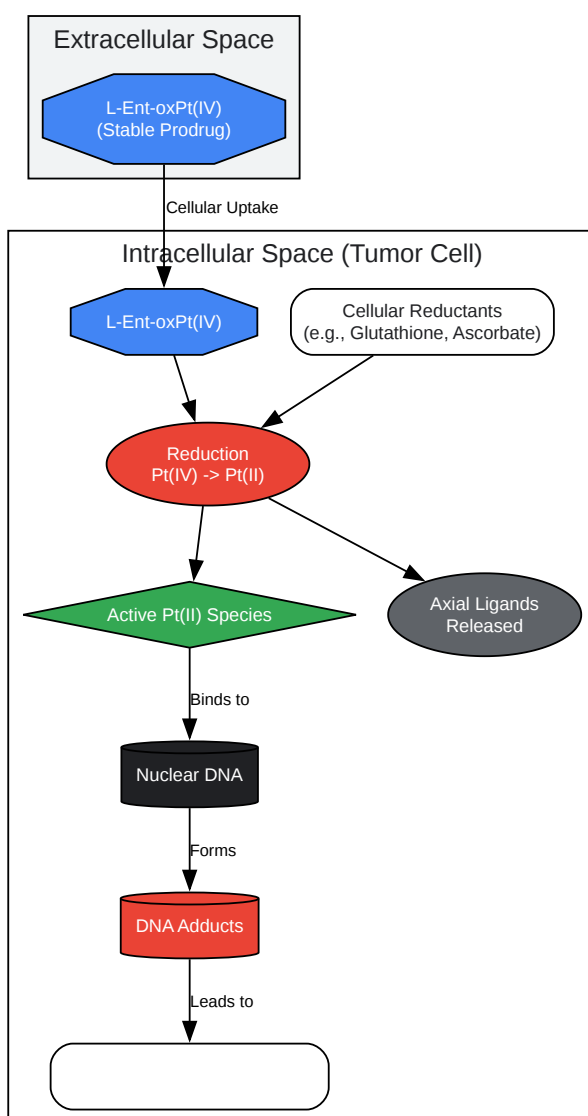 Extracellular Space
L-Ent-oxPt(IV)
(Stable Prodrug)
Cellular Uptake
Intracellular Space (Tumor Cell)
L-Ent-oxPt(IV)
Cellular Reductants
(e.g., Glutathione, Ascorbate)
Reduction
Pt(IV) -> Pt(II)
Active Pt(II) Species
Axial Ligands
Released
Binds to
Nuclear DNA
Forms
DNA Adducts
Leads to